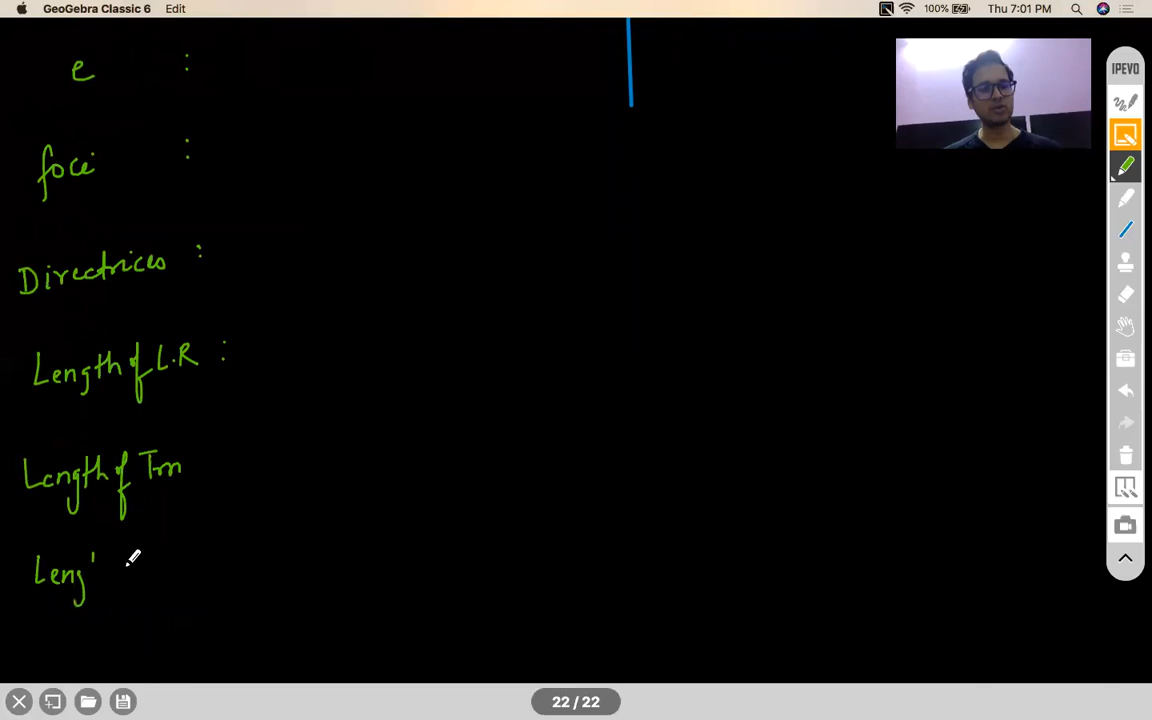 GeoGebra Classic 6 Edit 100% Thu 7:01 PM
IPEVO
e :
foci :
Directrices :
Length of L.R :
Length of Trn
Leng'
22 / 22